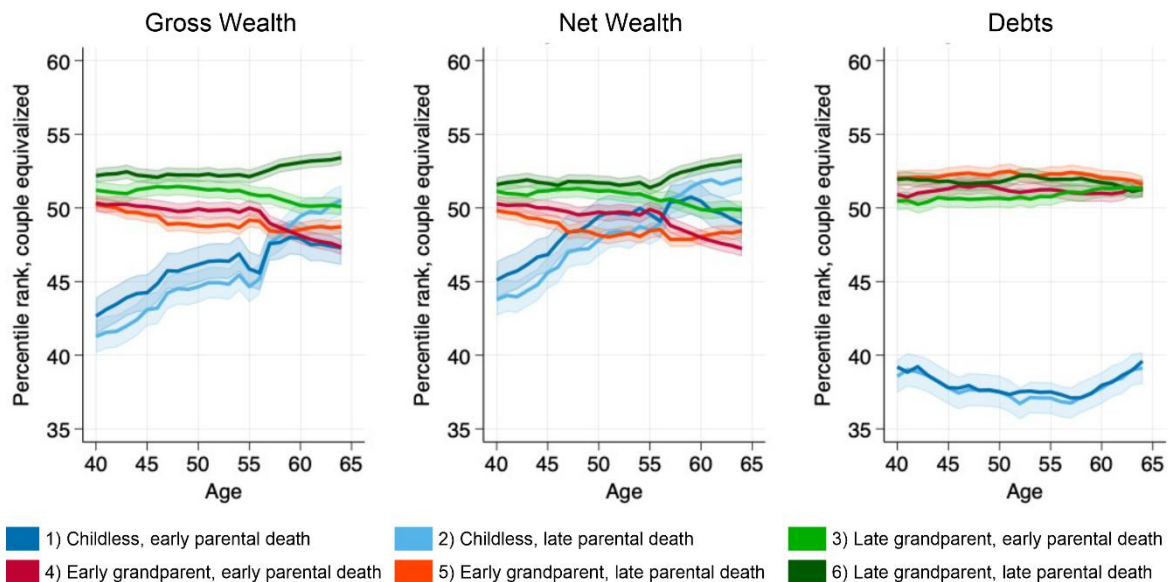 Gross Wealth
Net Wealth
Debts
Percentile rank, couple equivalized
60
55
50
45
40
35
40 45 50 55 60 65
Age
Percentile rank, couple equivalized
60
55
50
45
40
35
40 45 50 55 60 65
Age
Percentile rank, couple equivalized
60
55
50
45
40
35
40 45 50 55 60 65
Age
1) Childless, early parental death
2) Childless, late parental death
3) Late grandparent, early parental death
4) Early grandparent, early parental death
5) Early grandparent, late parental death
6) Late grandparent, late parental death